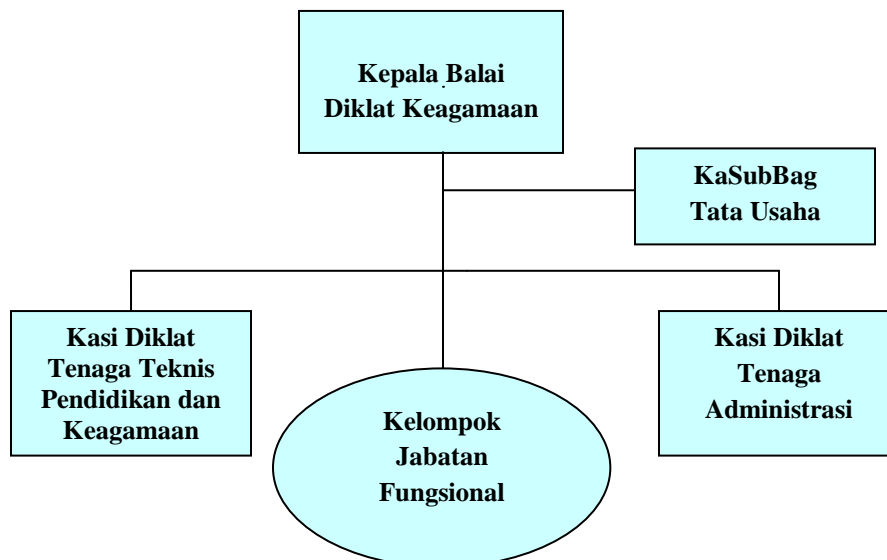 Kepala Balai
Diklat Keagamaan
KaSubBag
Tata Usaha
Kasi Diklat
Tenaga Teknis
Pendidikan dan
Keagamaan
Kelompok
Jabatan
Fungsional
Kasi Diklat
Tenaga
Administrasi